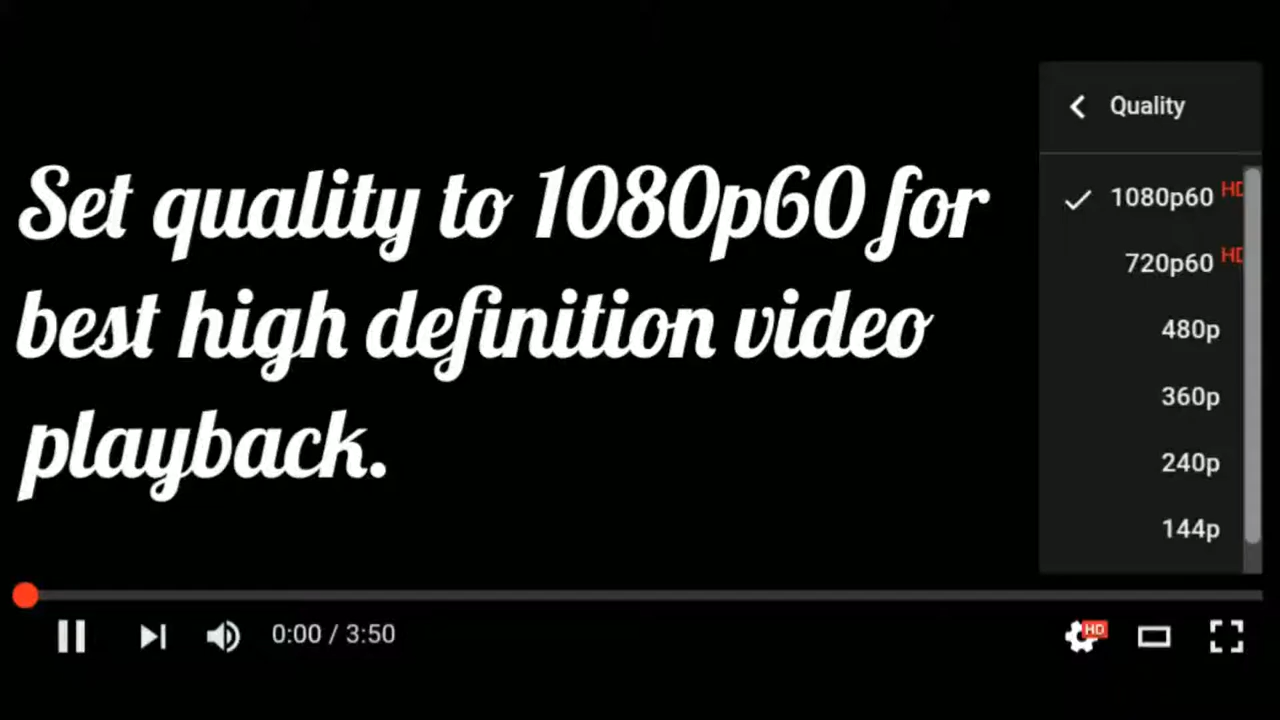 Quality
Set quality to 1080p60 for
best high definition video
playback.
1080p60 HD
720p60 HD
480p
360p
240p
144p
0:00 / 3:50
HD